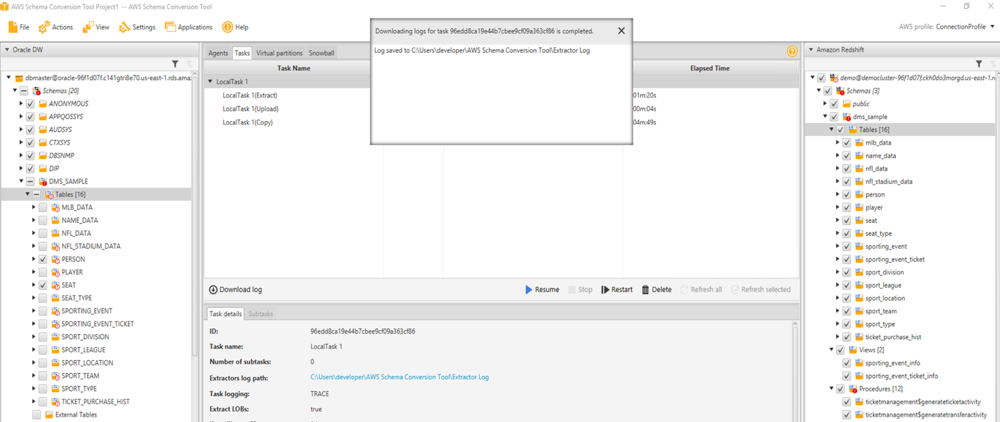 AWS Schema Conversion Tool Project1 -- AWS Schema Conversion Tool
File Actions View Settings Applications Help
AWS profile: ConnectionProfile
Oracle DW
dbmaster@oracle-96f1d07f.c141gtri8e70.us-east-1.rds.ama
Schemas [20]
ANONYMOUS
APPQOSSYS
AUDSYS
CTXSYS
DBSNMP
DIP
DMS_SAMPLE
Tables [16]
MLB_DATA
NAME_DATA
NFL_DATA
NFL_STADIUM_DATA
PERSON
PLAYER
SEAT
SEAT_TYPE
SPORTING_EVENT
SPORTING_EVENT_TICKET
SPORT_DIVISION
SPORT_LEAGUE
SPORT_LOCATION
SPORT_TEAM
SPORT_TYPE
TICKET_PURCHASE_HIST
External Tables
Agents Tasks Virtual partitions Snowball
Task Name Elapsed Time
LocalTask 1
LocalTask 1(Extract) 01m:20s
LocalTask 1(Upload) 00m:04s
LocalTask 1(Copy) 04m:49s
Downloading logs for task 96edd8ca19e44b7cbee9cf09a363cf86 is completed.
Log saved to C:\Users\developer\AWS Schema Conversion Tool\Extractor Log
Download log Resume Stop Restart Delete Refresh all Refresh selected
Task details Subtasks
ID: 96edd8ca19e44b7cbee9cf09a363cf86
Task name: LocalTask 1
Number of subtasks: 0
Extractors log path: C:\Users\developer\AWS Schema Conversion Tool\Extractor Log
Task logging: TRACE
Extract LOBs: true
Amazon Redshift
demo@democluster-96f1d07f.ckh0do3morgd.us-east-1.r
Schemas [3]
public
dms_sample
Tables [16]
mlb_data
name_data
nfl_data
nfl_stadium_data
person
player
seat
seat_type
sporting_event
sporting_event_ticket
sport_division
sport_league
sport_location
sport_team
sport_type
ticket_purchase_hist
Views [2]
sporting_event_info
sporting_event_ticket_info
Procedures [12]
ticketmanagement$generateticketactivity
ticketmanagement$generatetransferactivity